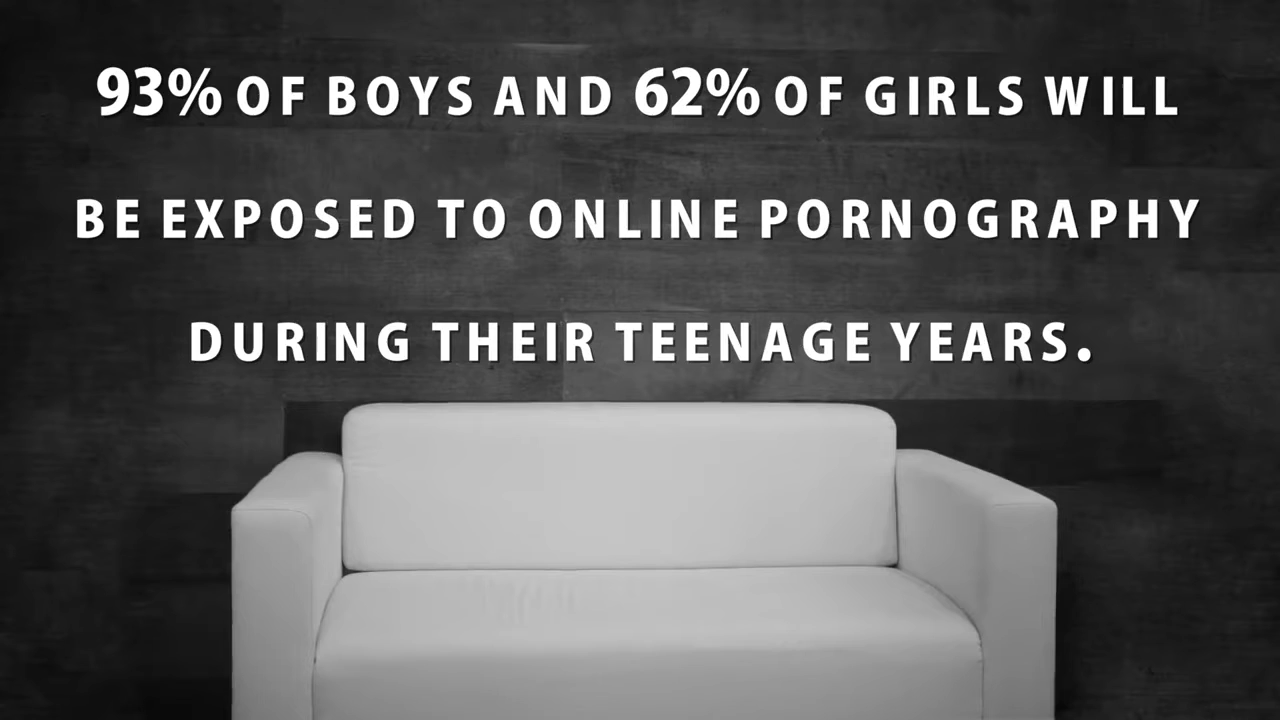 93% OF BOYS AND 62% OF GIRLS WILL
BE EXPOSED TO ONLINE PORNOGRAPHY
DURING THEIR TEENAGE YEARS.